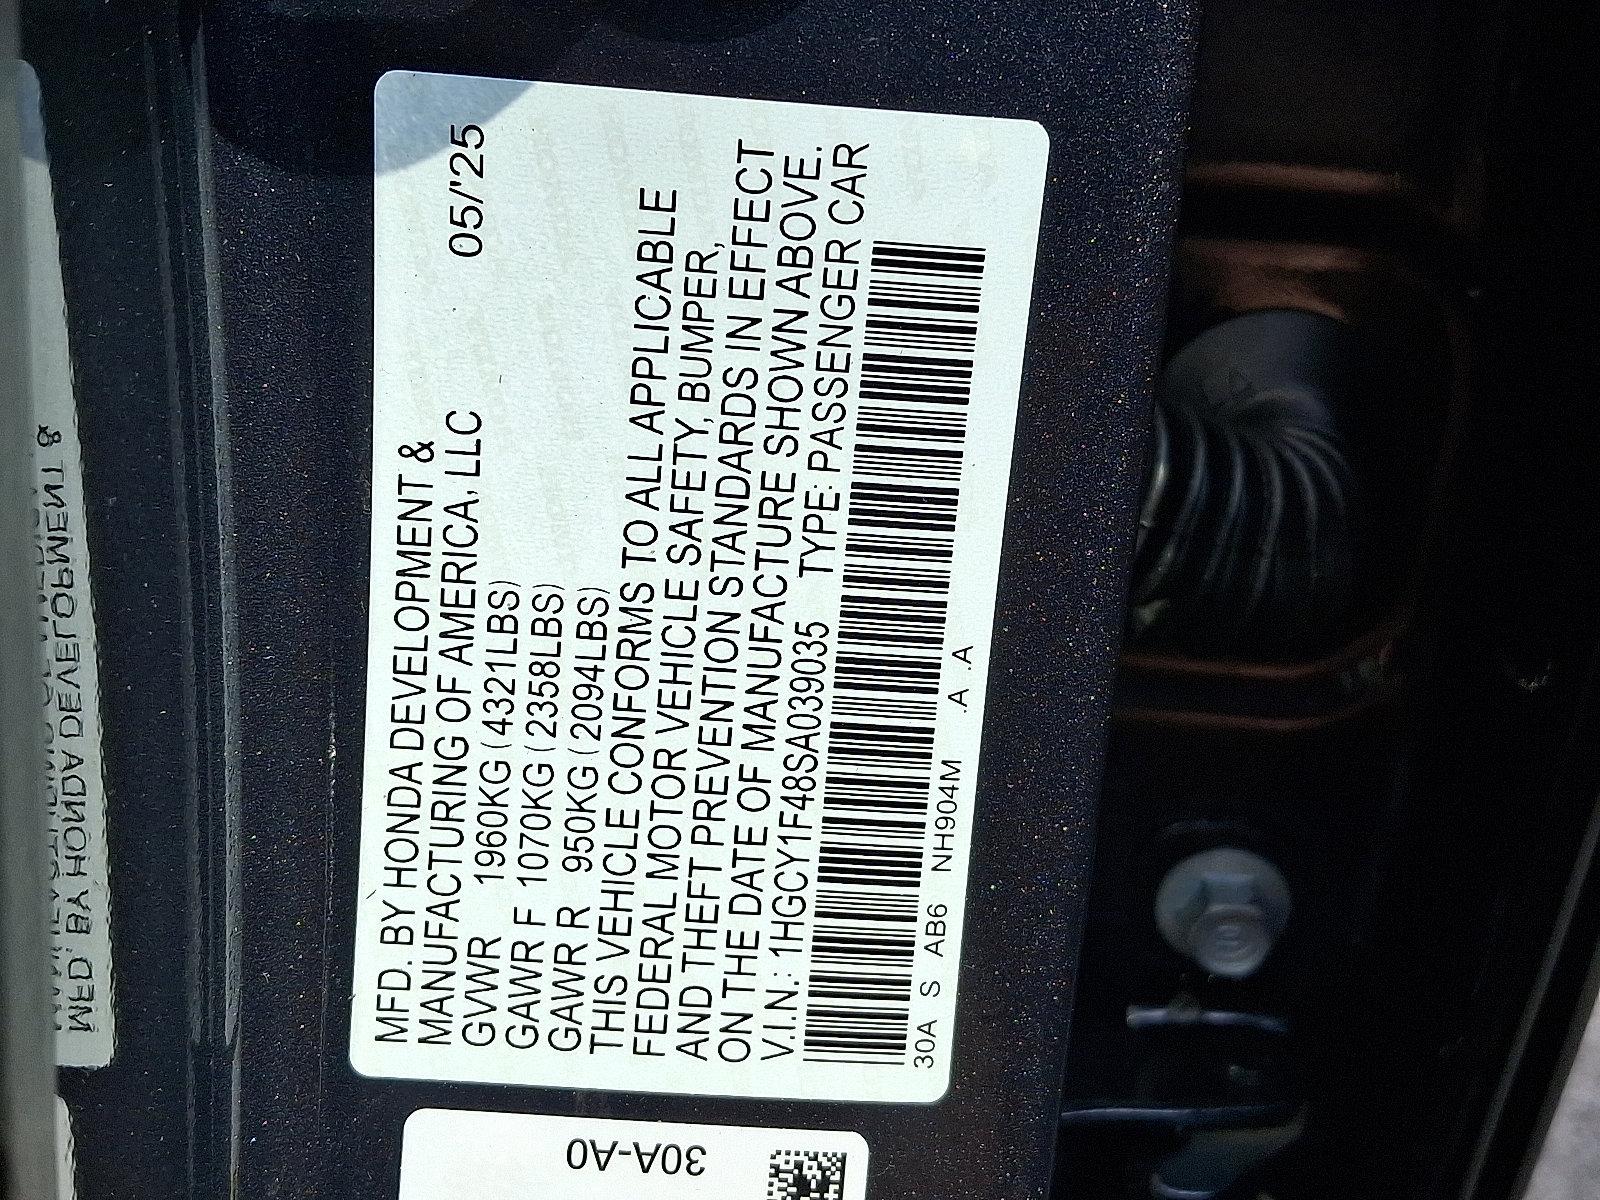 MFD. BY HONDA DEVELOPMENT &
MANUFACTURING OF AMERICA, LLC 05/'25
GVWR 1960KG (4321LBS)
GAWR F 1070KG (2358LBS)
GAWR R 950KG (2094LBS)
THIS VEHICLE CONFORMS TO ALL APPLICABLE
FEDERAL MOTOR VEHICLE SAFETY, BUMPER,
AND THEFT PREVENTION STANDARDS IN EFFECT
ON THE DATE OF MANUFACTURE SHOWN ABOVE.
V.I.N.: 1HGCY1F48SA039035 TYPE: PASSENGER CAR
30A S AB6 NH904M .A .A
30A-A0
MFD. BY HONDA DEVELOPMENT &